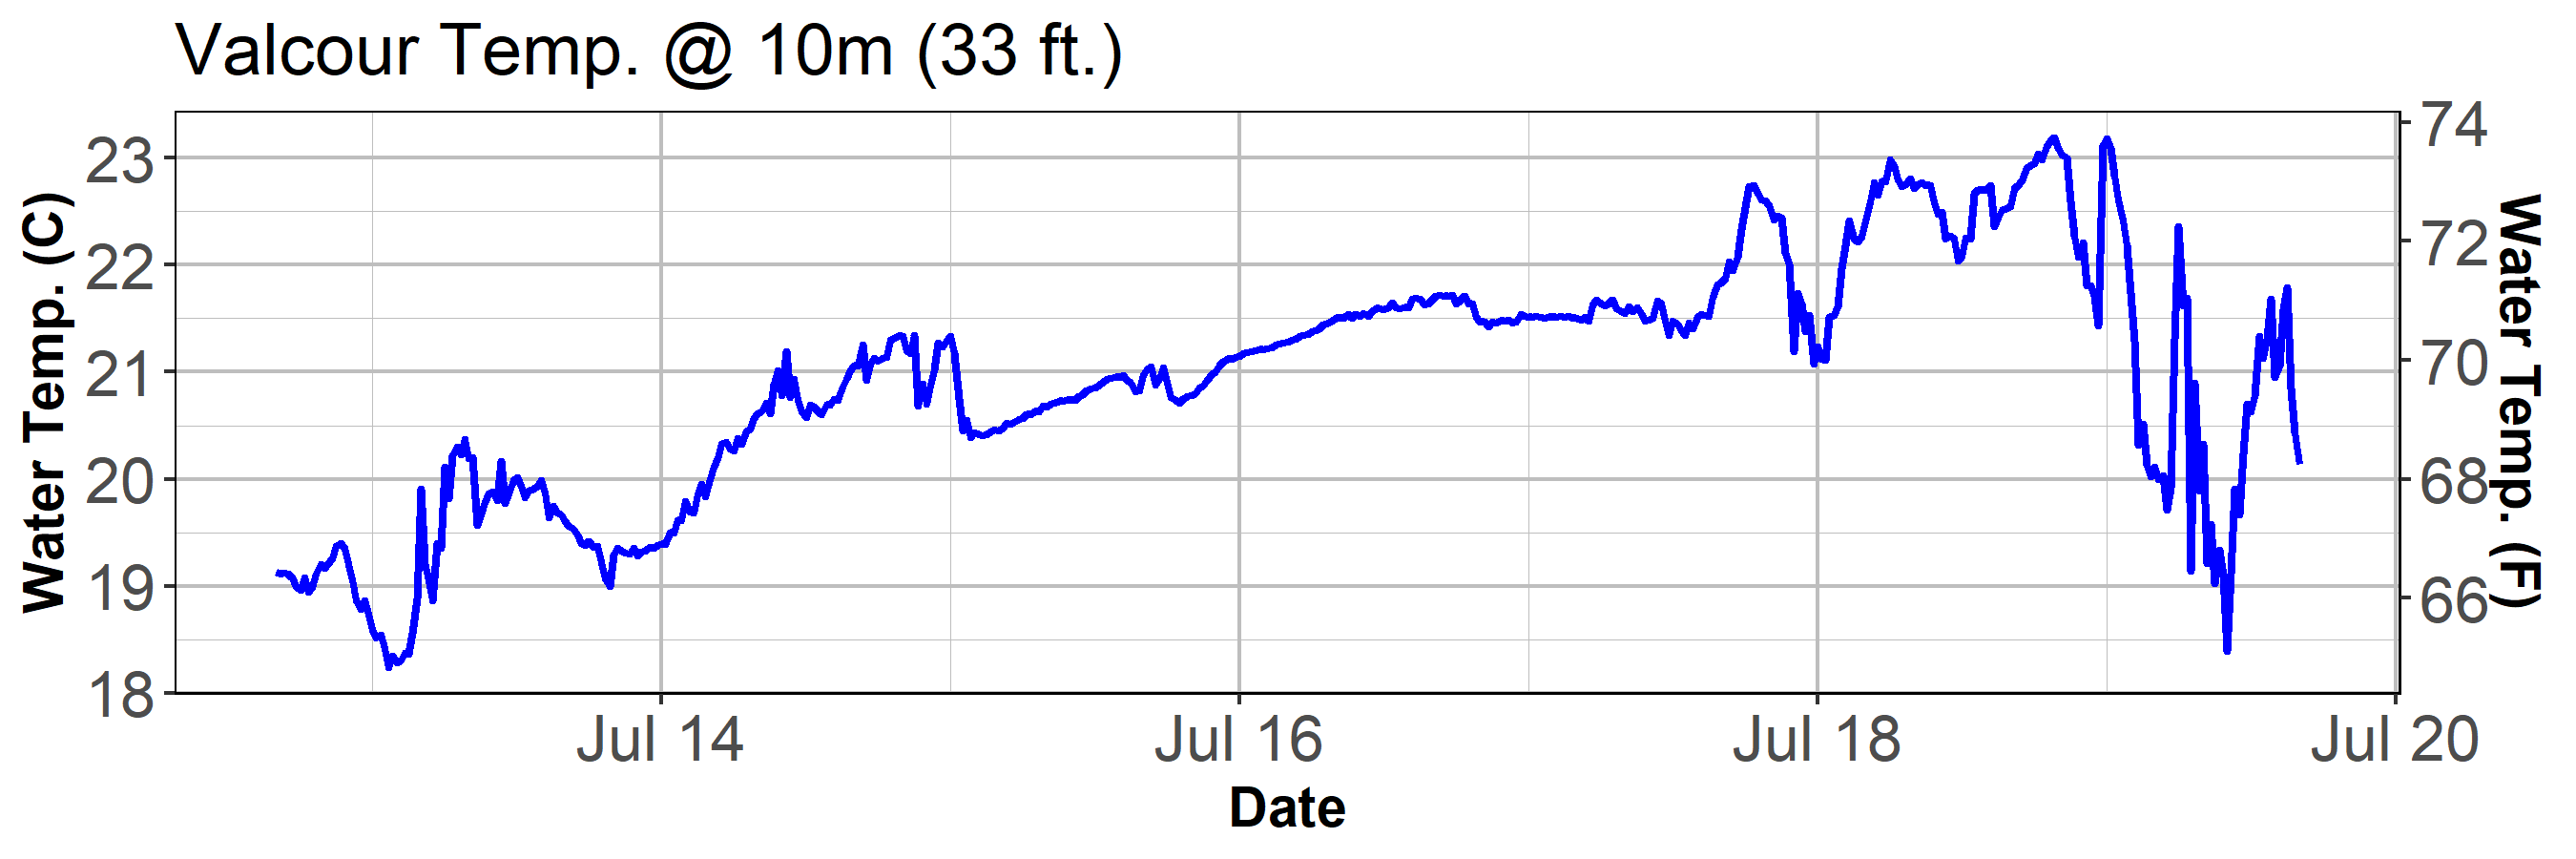 Valcour Temp. @ 10m (33 ft.)
Water Temp. (C)
23
22
21
20
19
18
74
72
70
68
66
Water Temp. (F)
Jul 14
Jul 16
Jul 18
Jul 20
Date